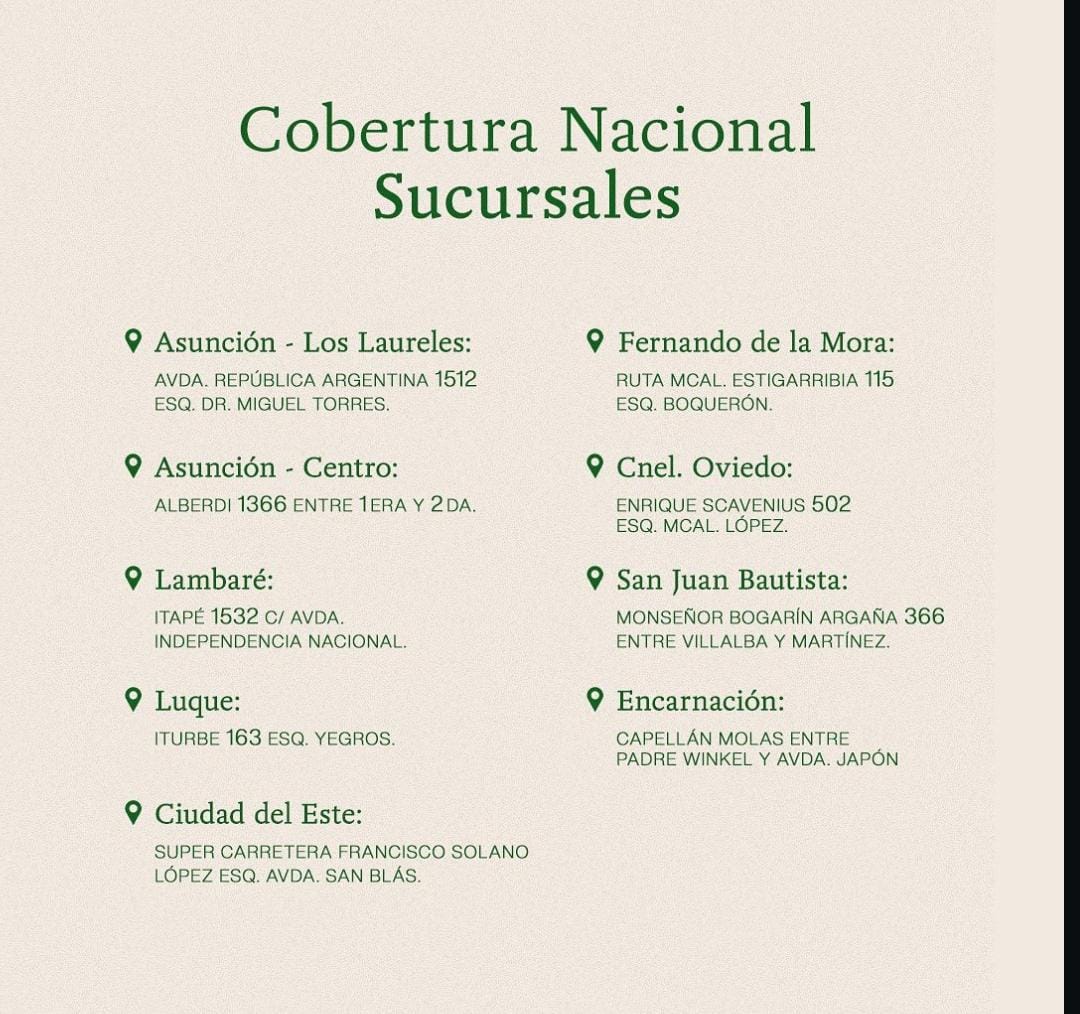 Cobertura Nacional
Sucursales
Asunción - Los Laureles:
AVDA. REPÚBLICA ARGENTINA 1512
ESQ. DR. MIGUEL TORRES.
Asunción - Centro:
ALBERDI 1366 ENTRE 1ERA Y 2DA.
Lambaré:
ITAPÉ 1532 C/ AVDA.
INDEPENDENCIA NACIONAL.
Luque:
ITURBE 163 ESQ. YEGROS.
Ciudad del Este:
SUPER CARRETERA FRANCISCO SOLANO
LÓPEZ ESQ. AVDA. SAN BLÁS.
Fernando de la Mora:
RUTA MCAL. ESTIGARRIBIA 115
ESQ. BOQUERÓN.
Cnel. Oviedo:
ENRIQUE SCAVENIUS 502
ESQ. MCAL. LÓPEZ.
San Juan Bautista:
MONSEÑOR BOGARÍN ARGAÑA 366
ENTRE VILLALBA Y MARTÍNEZ.
Encarnación:
CAPELLÁN MOLAS ENTRE
PADRE WINKEL Y AVDA. JAPÓN